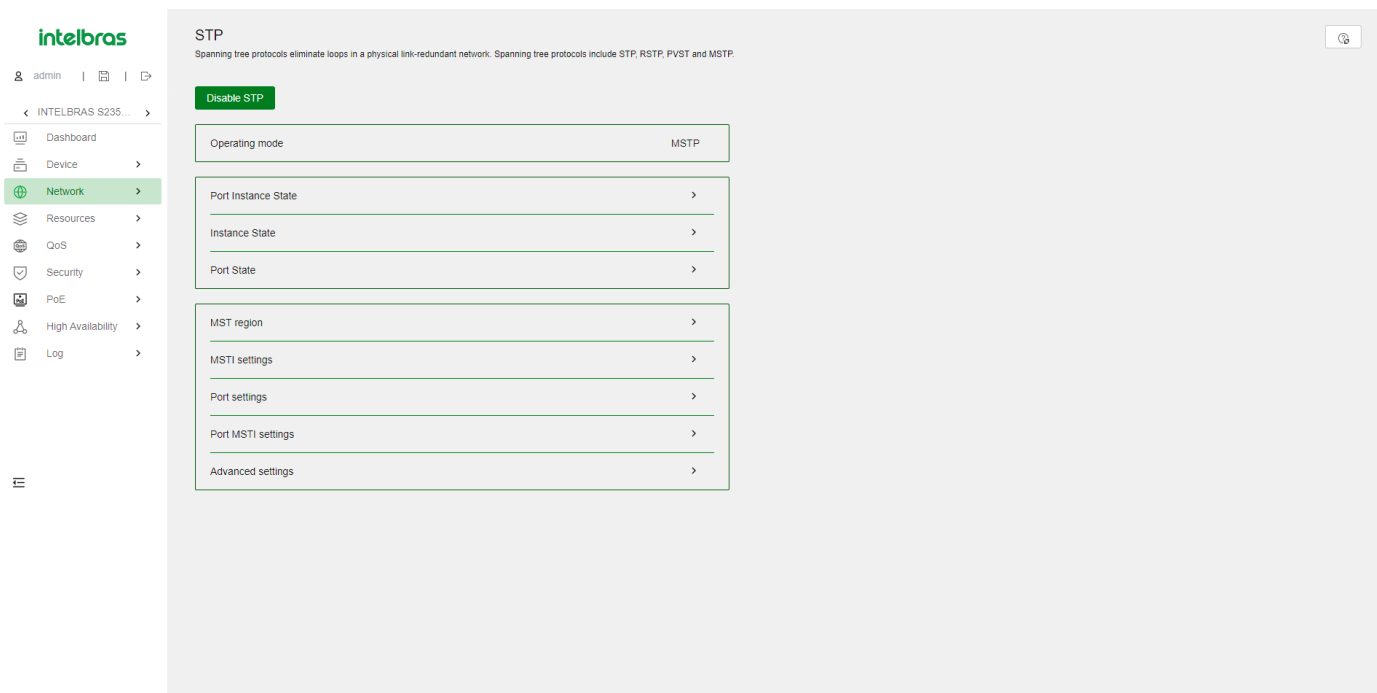 intelbras
admin | |
INTELBRAS S235...
Dashboard
Device
Network
Resources
QoS
Security
PoE
High Availability
Log
STP
Spanning tree protocols eliminate loops in a physical link-redundant network. Spanning tree protocols include STP, RSTP, PVST and MSTP.
Disable STP
Operating mode MSTP
Port Instance State
Instance State
Port State
MST region
MSTI settings
Port settings
Port MSTI settings
Advanced settings